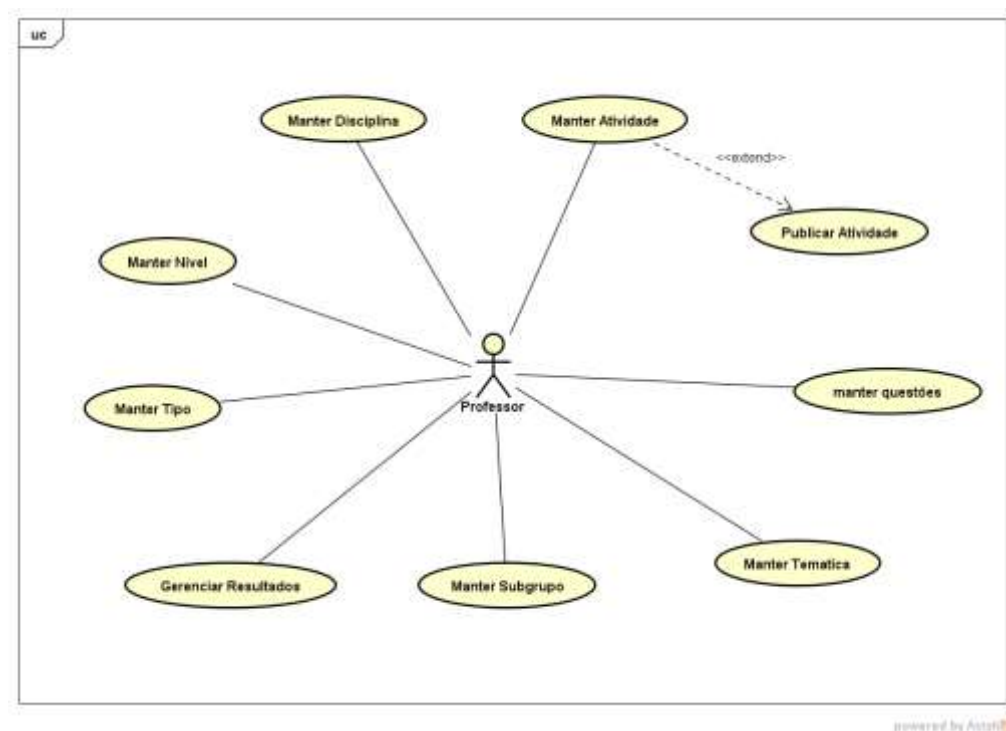 uc
Manter Disciplina
Manter Atividade
<<extend>>
Publicar Atividade
Manter Nivel
Manter Tipo
Professor
manter questões
Manter Tematica
Gerenciar Resultados
Manter Subgrupo
powered by